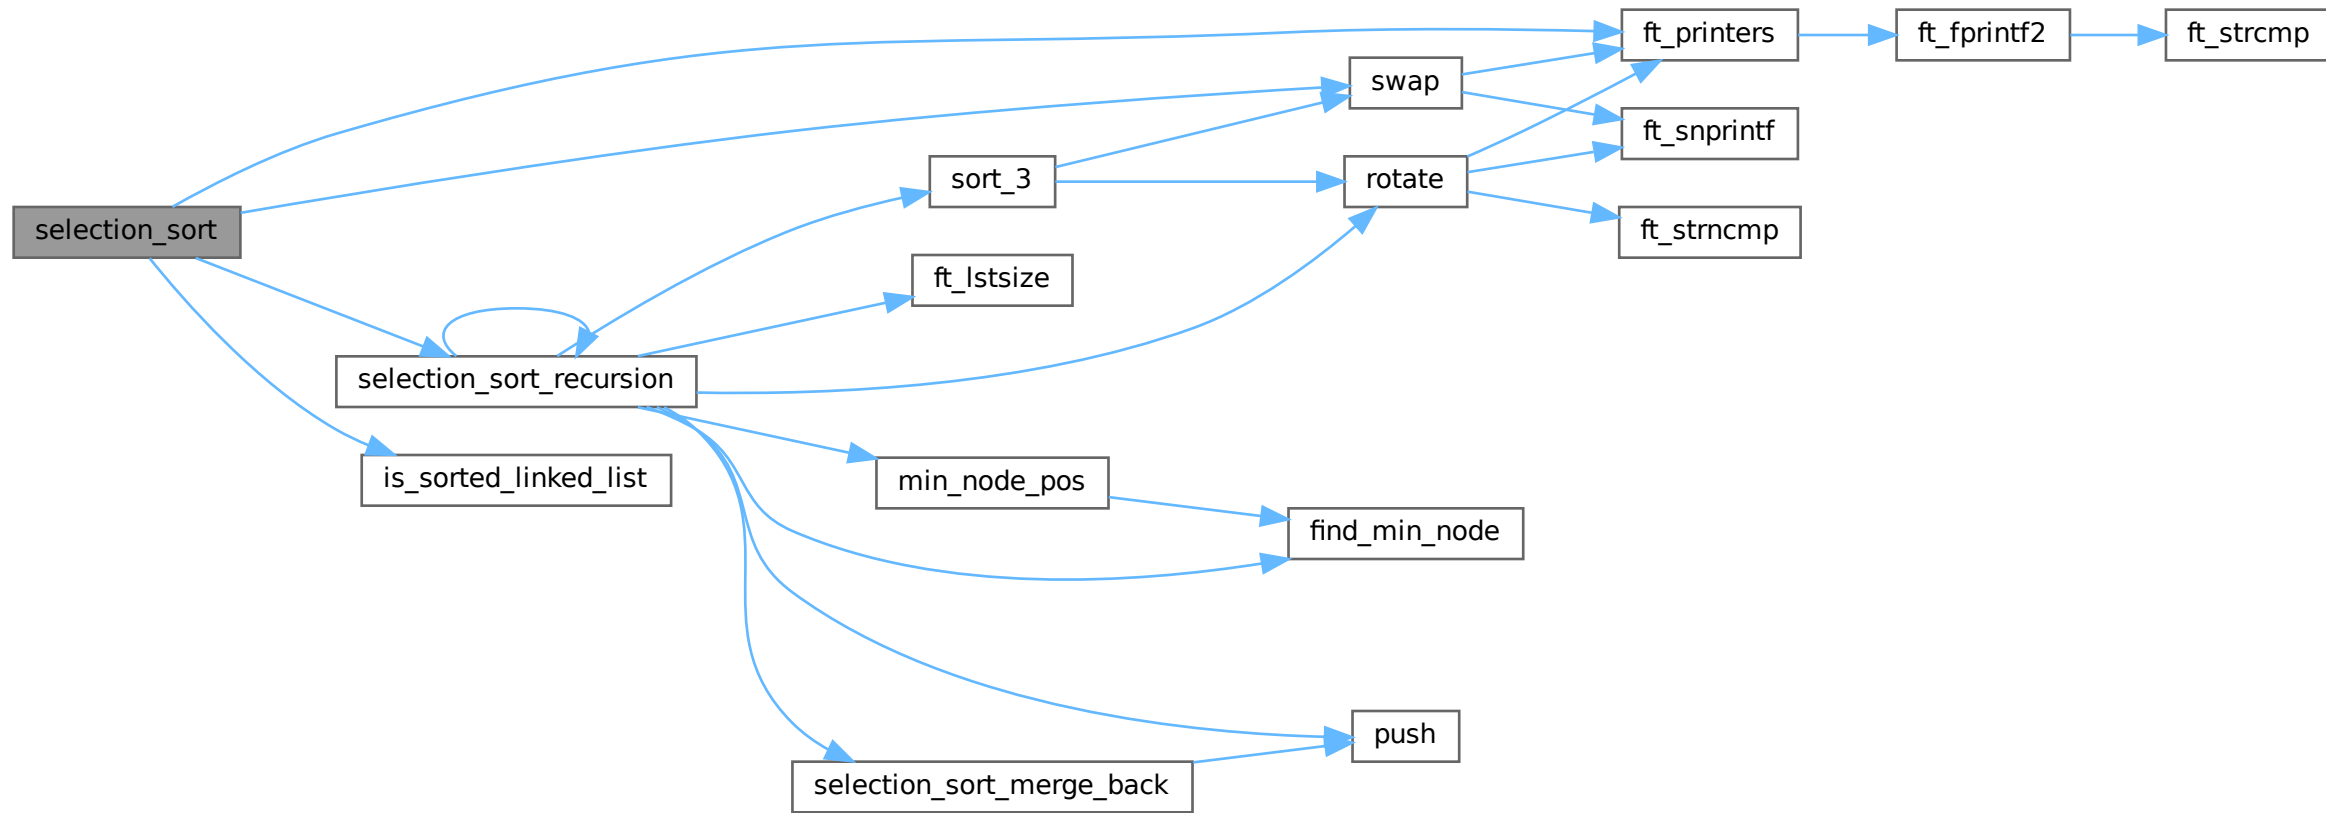 ft_printers
ft_fprintf2
ft_strcmp
swap
ft_snprintf
sort_3
rotate
selection_sort
ft_strncmp
ft_lstsize
selection_sort_recursion
is_sorted_linked_list
min_node_pos
find_min_node
push
selection_sort_merge_back